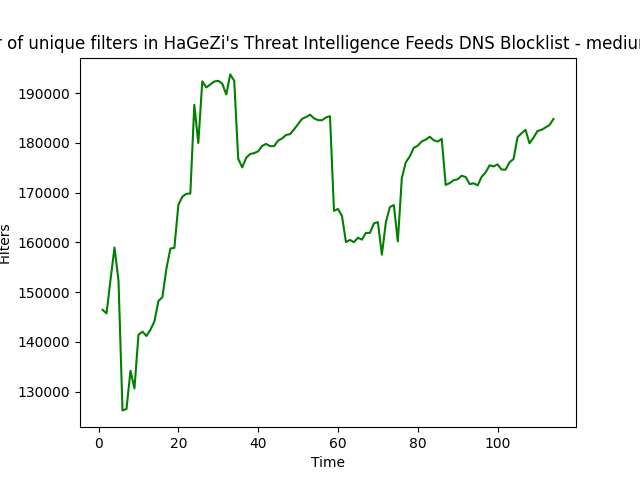 r of unique filters in HaGeZi's Threat Intelligence Feeds DNS Blocklist - mediu
190000
180000
170000
160000
150000
140000
130000
Filters
0 20 40 60 80 100
Time